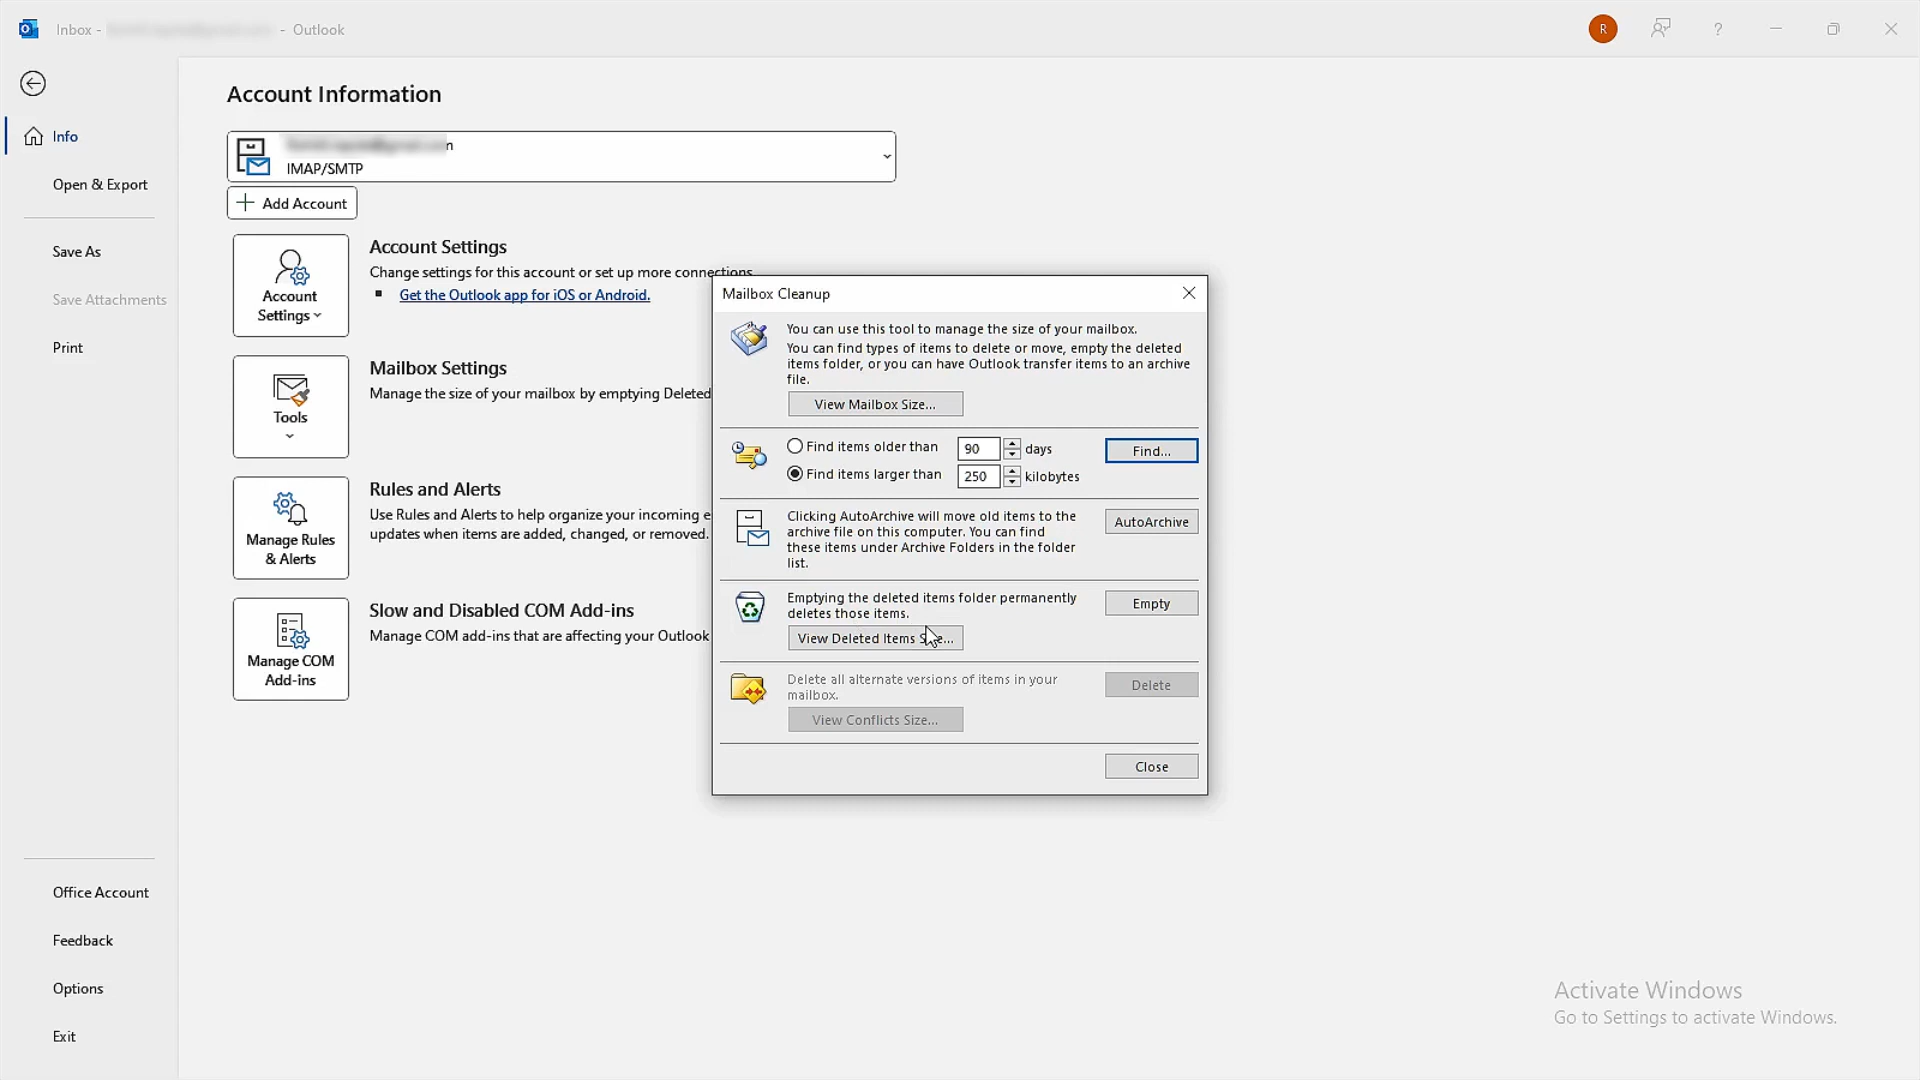 Inbox - - Outlook
R
?
Account Information
Info
IMAP/SMTP
Open & Export
Add Account
Save As
Account Settings
Change settings for this account or set up more connections.
Get the Outlook app for iOS or Android.
Account
Settings
Save Attachments
Print
Mailbox Settings
Manage the size of your mailbox by emptying Deleted
Tools
Rules and Alerts
Use Rules and Alerts to help organize your incoming e
updates when items are added, changed, or removed.
Manage Rules
& Alerts
Slow and Disabled COM Add-ins
Manage COM add-ins that are affecting your Outlook
Manage COM
Add-ins
Mailbox Cleanup
You can use this tool to manage the size of your mailbox.
You can find types of items to delete or move, empty the deleted
items folder, or you can have Outlook transfer items to an archive
file.
View Mailbox Size...
Find items older than 90 days
Find...
Find items larger than 250 kilobytes
Clicking AutoArchive will move old items to the
archive file on this computer. You can find
these items under Archive Folders in the folder
list.
AutoArchive
Emptying the deleted items folder permanently
deletes those items.
Empty
View Deleted Items Size...
Delete all alternate versions of items in your
mailbox.
Delete
View Conflicts Size...
Close
Office Account
Feedback
Options
Exit
Activate Windows
Go to Settings to activate Windows.